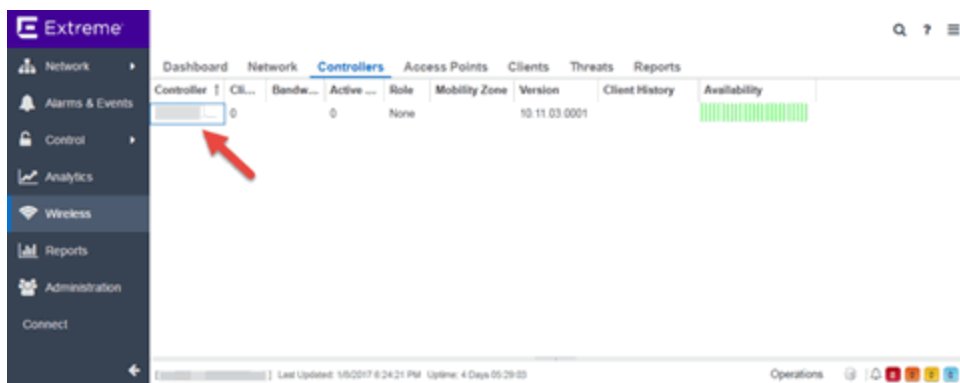 Extreme
Network
Alarms & Events
Control
Analytics
Wireless
Reports
Administration
Connect
Dashboard Network Controllers Access Points Clients Threats Reports
Controller Cli... Bandw... Active ... Role Mobility Zone Version Client History Availability
... 0 0 None 10.11.03.0001
Last Updated: 1/6/2017 6:24:21 PM Uptime: 4 Days 05:29:03
Operations